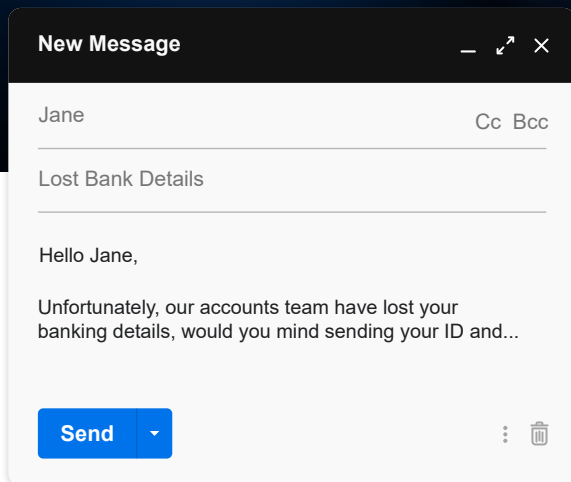 New Message
Jane
Cc Bcc
Lost Bank Details
Hello Jane,
Unfortunately, our accounts team have lost your
banking details, would you mind sending your ID and...
Send